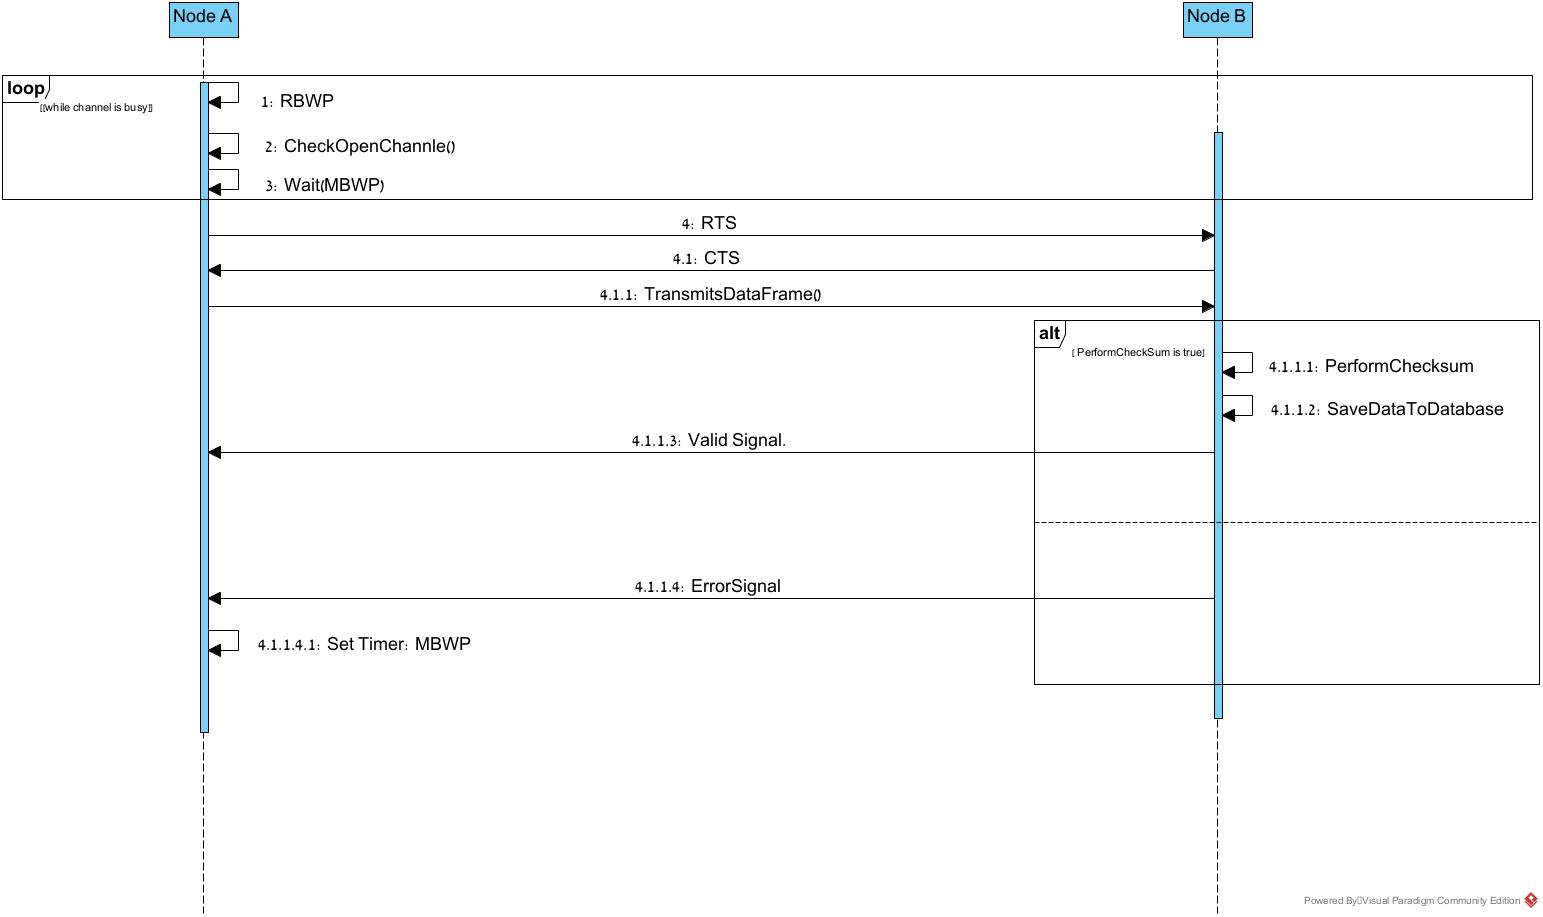 Node A
Node B
loop
[[while channel is busy]]
1: RBWP
2: CheckOpenChannle()
3: Wait(MBWP)
4: RTS
4.1: CTS
4.1.1: TransmitsDataFrame()
alt
[ PerformCheckSum is true]
4.1.1.1: PerformChecksum
4.1.1.2: SaveDataToDatabase
4.1.1.3: Valid Signal.
4.1.1.4: ErrorSignal
4.1.1.4.1: Set Timer: MBWP
Powered By Visual Paradigm Community Edition